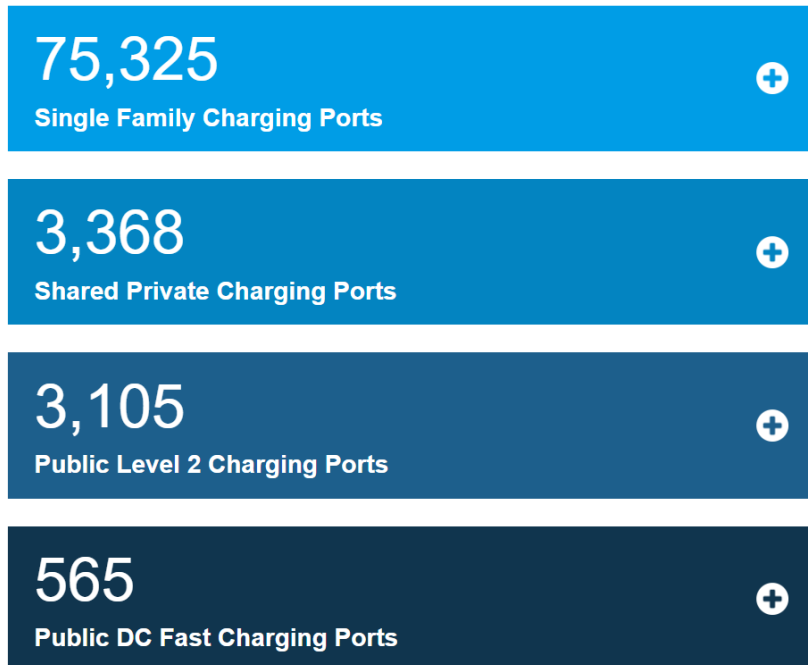 75,325
Single Family Charging Ports
3,368
Shared Private Charging Ports
3,105
Public Level 2 Charging Ports
565
Public DC Fast Charging Ports